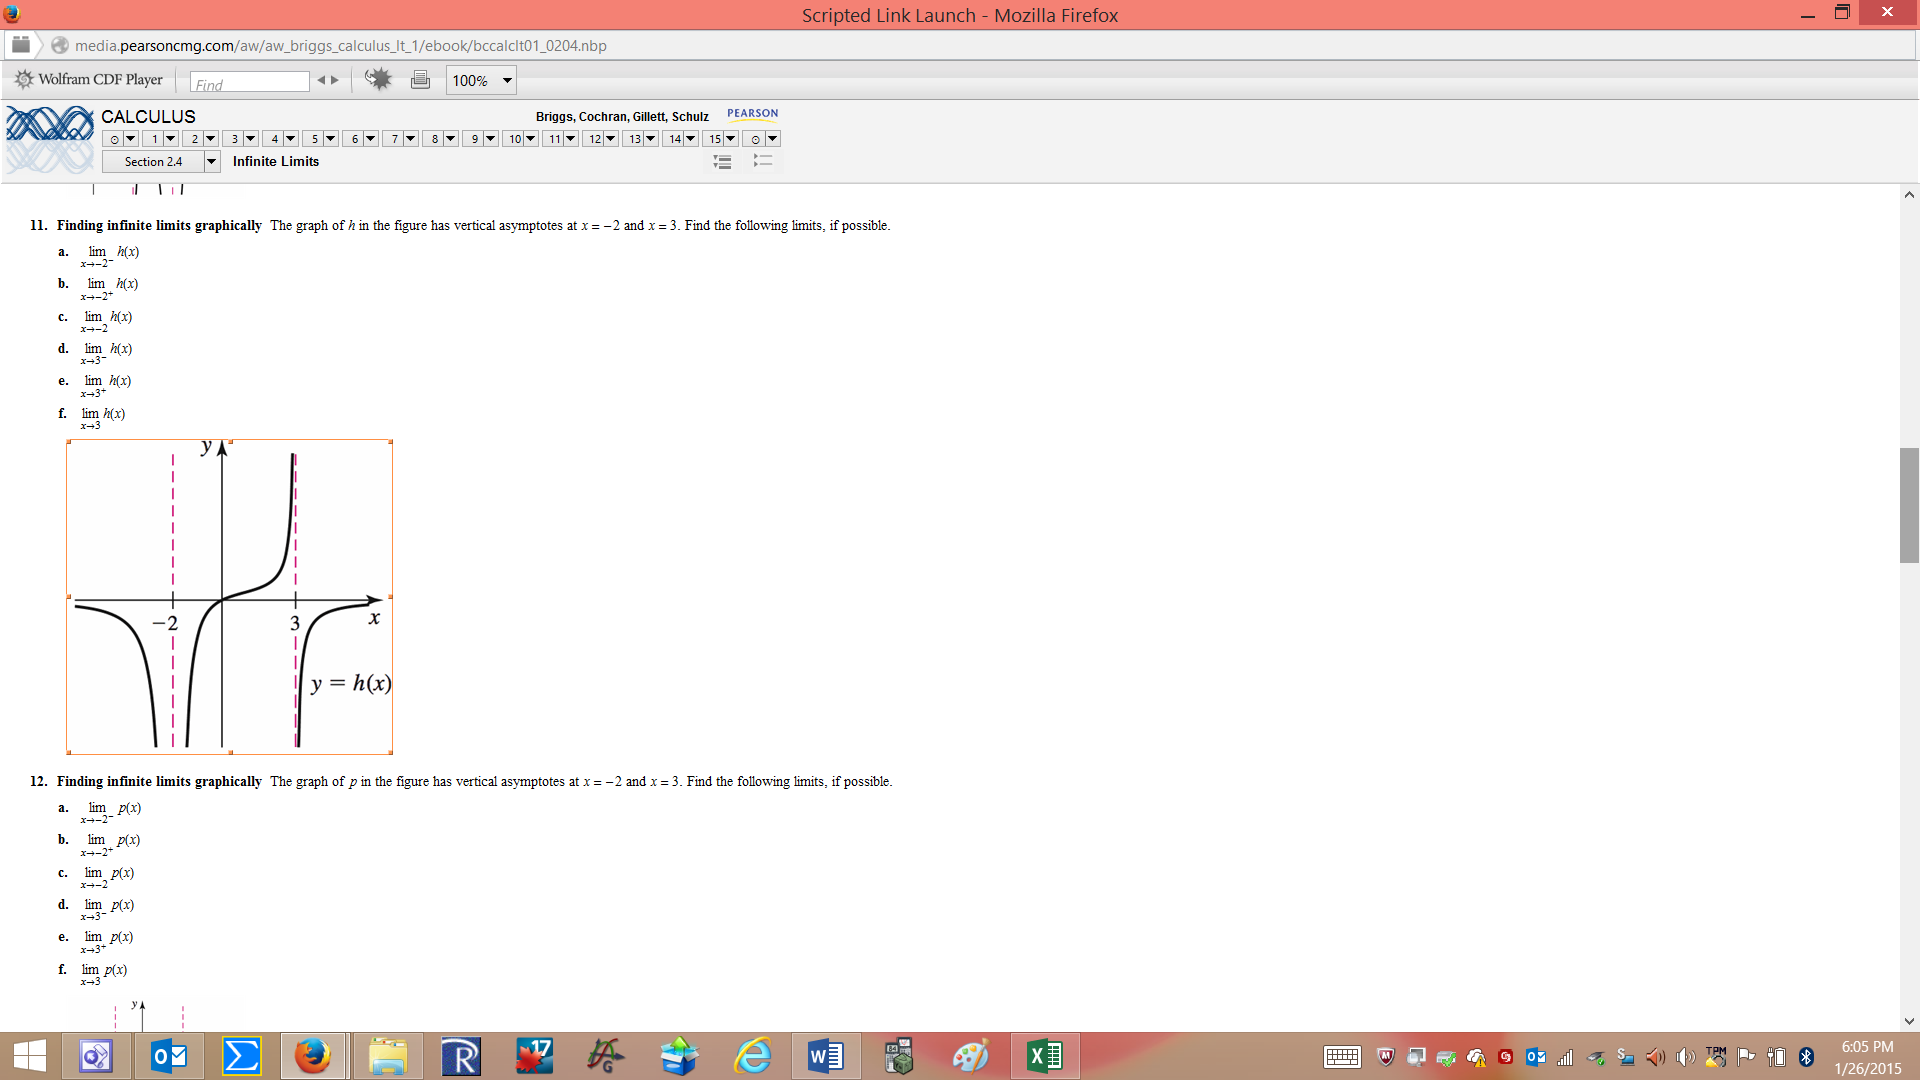 Scripted Link Launch - Mozilla Firefox
media.pearsoncmg.com/aw/aw_briggs_calculus_lt_1/ebook/bccalclt01_0204.nbp
Wolfram CDF Player Find 100%
CALCULUS Briggs, Cochran, Gillett, Schulz PEARSON
1 2 3 4 5 6 7 8 9 10 11 12 13 14 15
Section 2.4 Infinite Limits
11. Finding infinite limits graphically The graph of h in the figure has vertical asymptotes at x = −2 and x = 3. Find the following limits, if possible.
a. lim h(x)
x→−2⁻
b. lim h(x)
x→−2⁺
c. lim h(x)
x→−2
d. lim h(x)
x→3⁻
e. lim h(x)
x→3⁺
f. lim h(x)
x→3
y
−2 3 x
y = h(x)
12. Finding infinite limits graphically The graph of p in the figure has vertical asymptotes at x = −2 and x = 3. Find the following limits, if possible.
a. lim p(x)
x→−2⁻
b. lim p(x)
x→−2⁺
c. lim p(x)
x→−2
d. lim p(x)
x→3⁻
e. lim p(x)
x→3⁺
f. lim p(x)
x→3
y
17
G
TPM
6:05 PM
1/26/2015